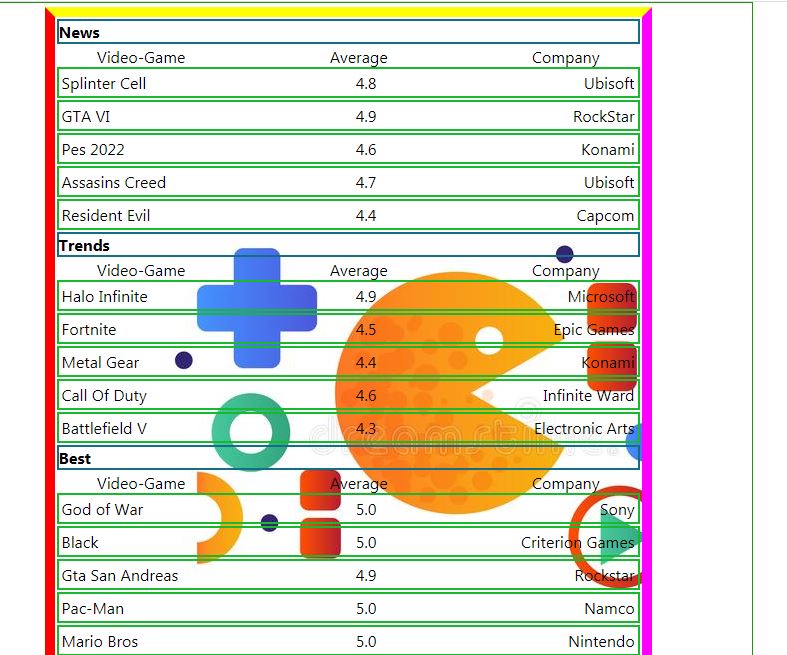 News
Video-Game Average Company
Splinter Cell 4.8 Ubisoft
GTA VI 4.9 RockStar
Pes 2022 4.6 Konami
Assasins Creed 4.7 Ubisoft
Resident Evil 4.4 Capcom
Trends
Video-Game Average Company
Halo Infinite 4.9 Microsoft
Fortnite 4.5 Epic Games
Metal Gear 4.4 Konami
Call Of Duty 4.6 Infinite Ward
Battlefield V 4.3 Electronic Arts
dreamstime
Best
Video-Game Average Company
God of War 5.0 Sony
Black 5.0 Criterion Games
Gta San Andreas 4.9 Rockstar
Pac-Man 5.0 Namco
Mario Bros 5.0 Nintendo